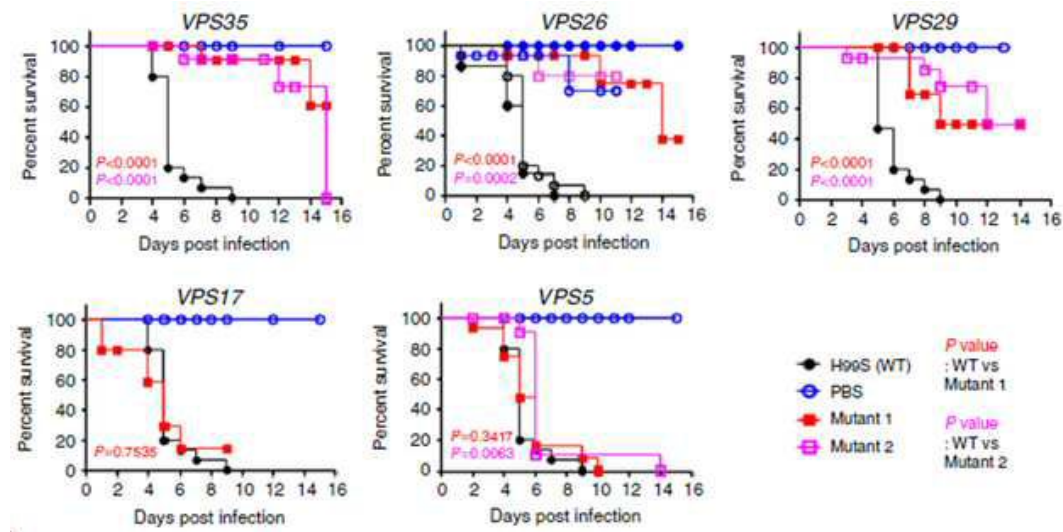 VPS35
VPS26
VPS29
Percent survival
100
80
60
40
20
0
P<0.0001
P<0.0001
0 2 4 6 8 10 12 14 16
Days post infection
Percent survival
100
80
60
40
20
0
P<0.0001
P=0.0002
0 2 4 6 8 10 12 14 16
Days post infection
Percent survival
100
80
60
40
20
0
P<0.0001
P<0.0001
0 2 4 6 8 10 12 14 16
Days post infection
VPS17
VPS5
Percent survival
100
80
60
40
20
0
P=0.7535
0 2 4 6 8 10 12 14 16
Days post infection
Percent survival
100
80
60
40
20
0
P=0.3417
P=0.0063
0 2 4 6 8 10 12 14 16
Days post infection
H99S (WT)
PBS
Mutant 1
Mutant 2
P value
: WT vs
Mutant 1
P value
: WT vs
Mutant 2